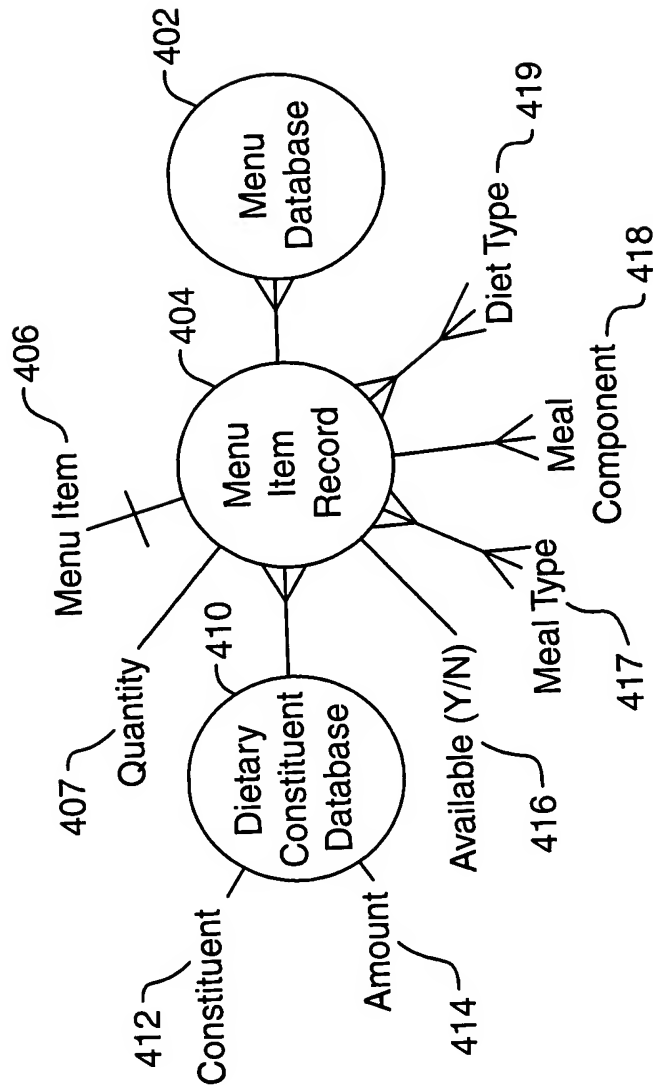 406
Menu Item
407
Quantity
404
Menu
Item
Record
402
Menu
Database
410
Dietary
Constituent
Database
412
Constituent
Amount
414
Available (Y/N)
416
Meal Type
417
Meal
Component
418
Diet Type
419